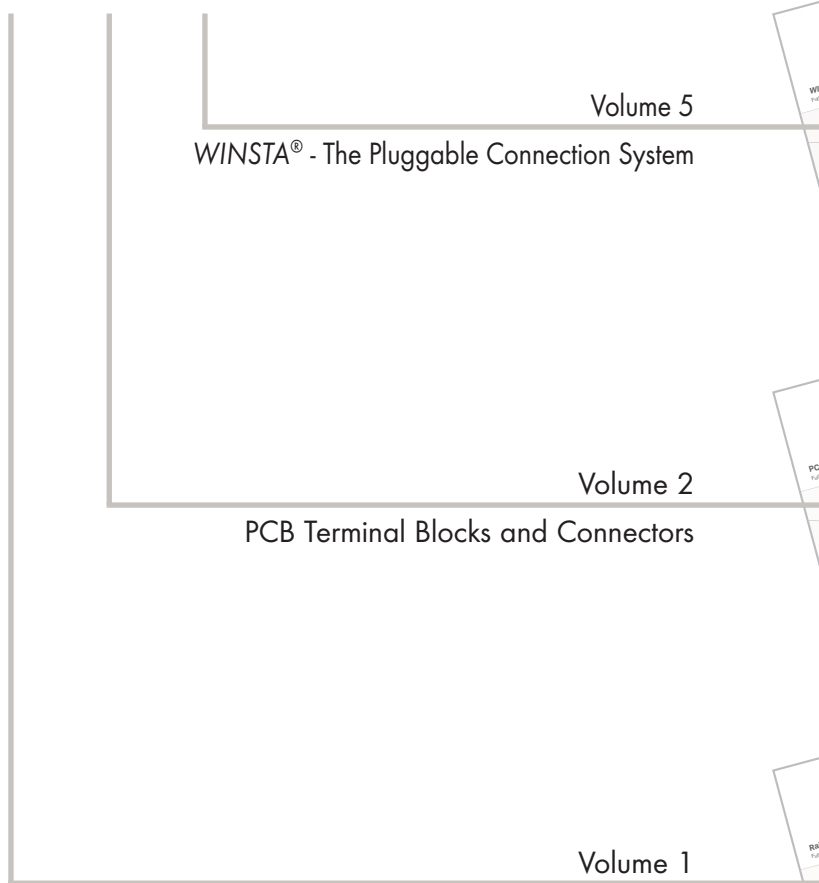 Volume 5
WINSTA® - The Pluggable Connection System
Volume 2
PCB Terminal Blocks and Connectors
Volume 1